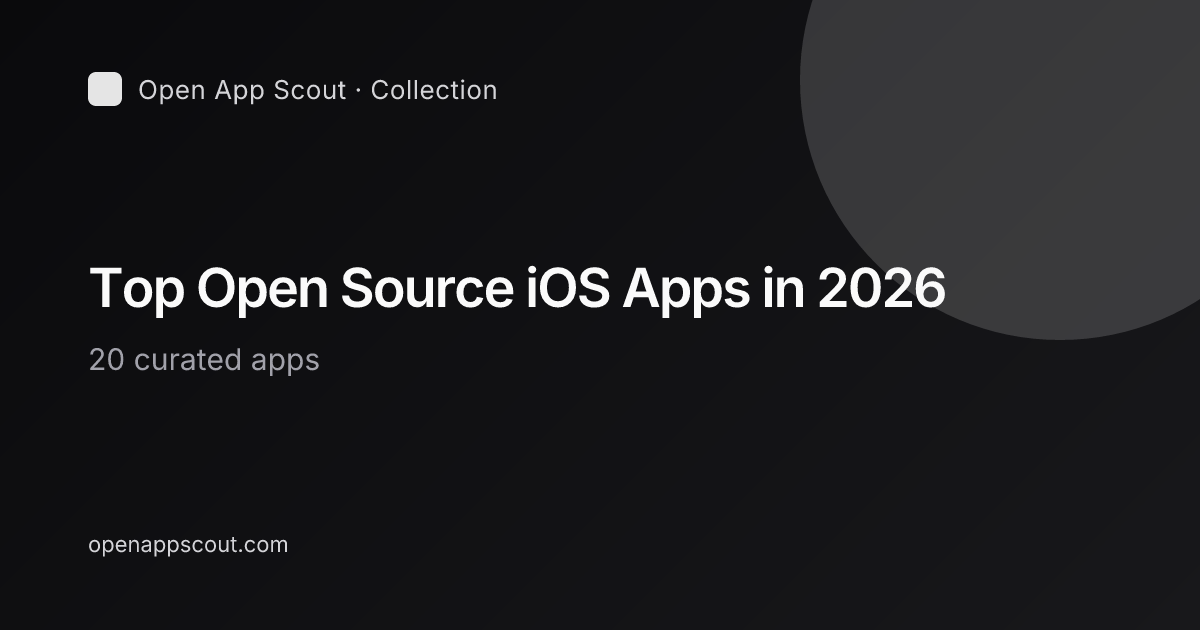 Open App Scout · Collection
Top Open Source iOS Apps in 2026
20 curated apps
openappscout.com